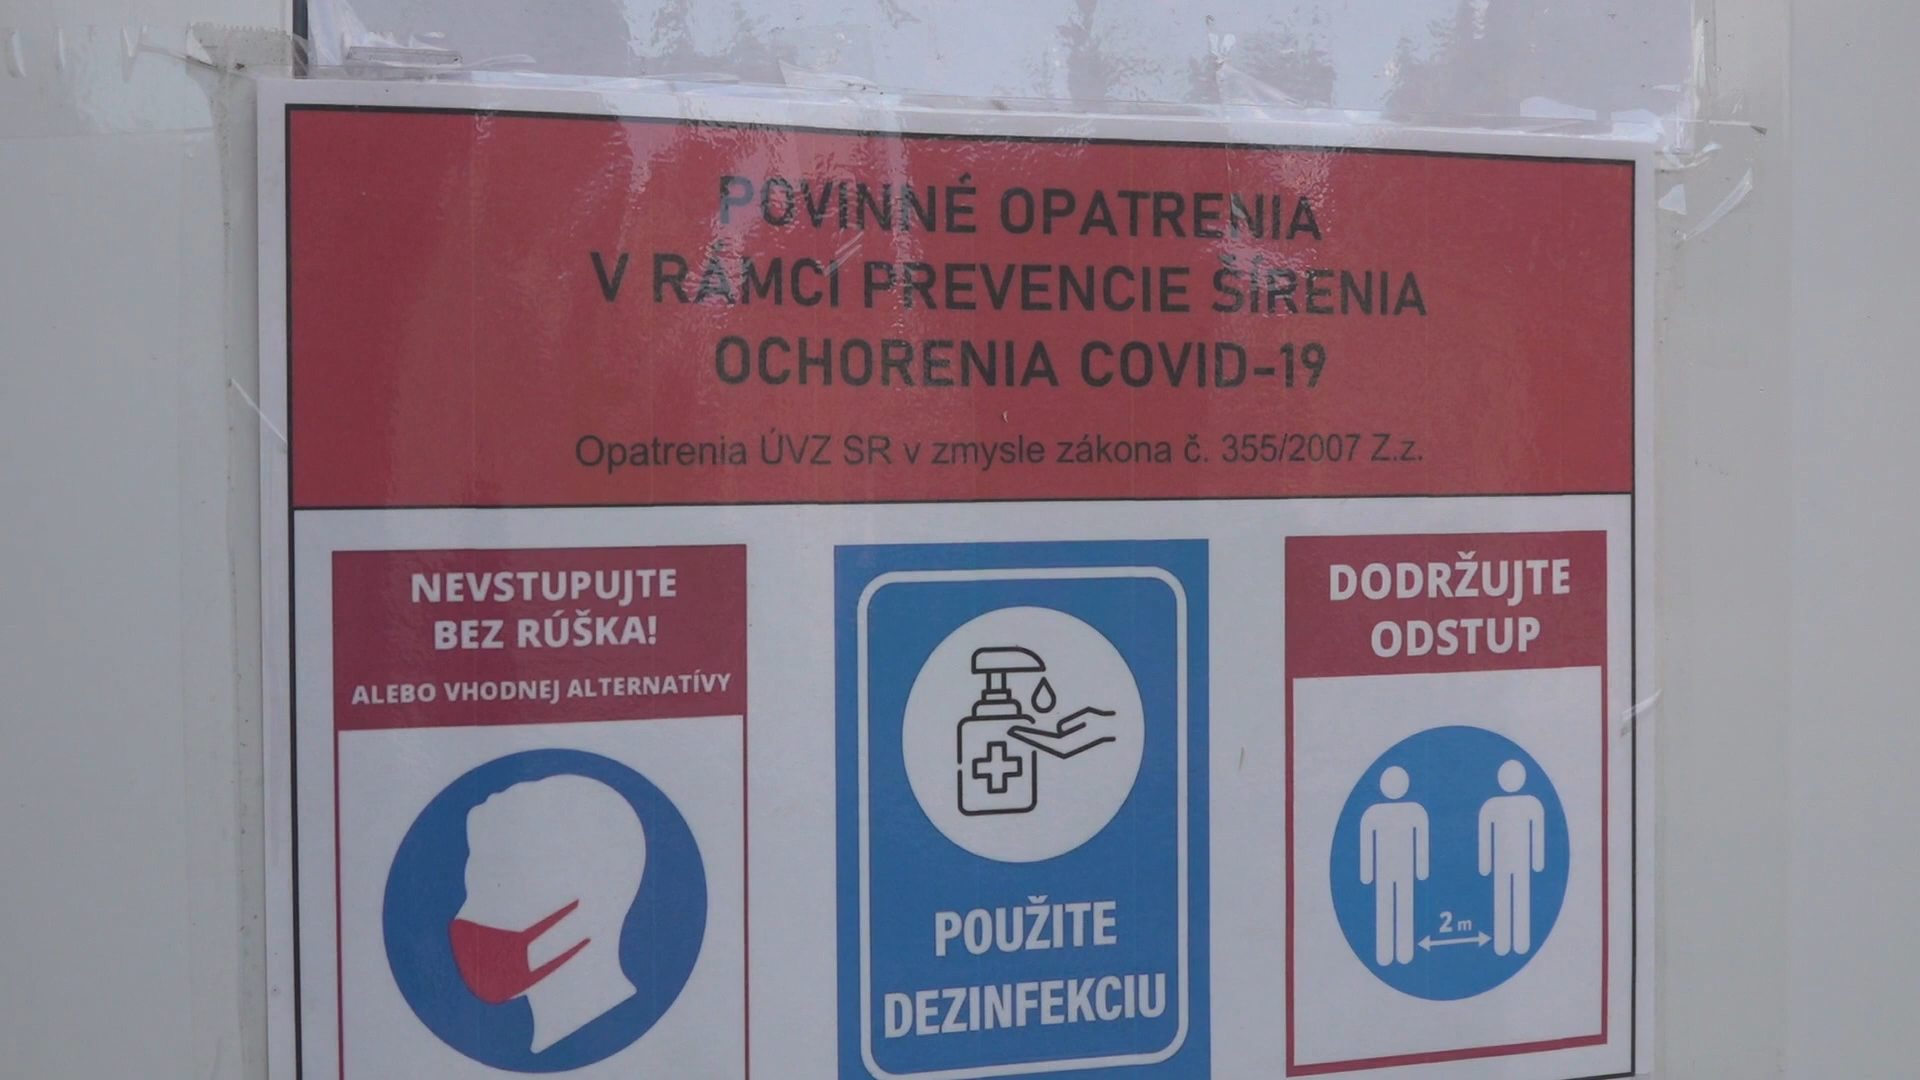 POVINNÉ OPATRENIA
V RÁMCI PREVENCIE ŠÍRENIA
OCHORENIA COVID-19
Opatrenia ÚVZ SR v zmysle zákona č. 355/2007 Z.z.
NEVSTUPUJTE
BEZ RÚŠKA!
ALEBO VHODNEJ ALTERNATÍVY
POUŽITE
DEZINFEKCIU
DODRŽUJTE
ODSTUP
2 m